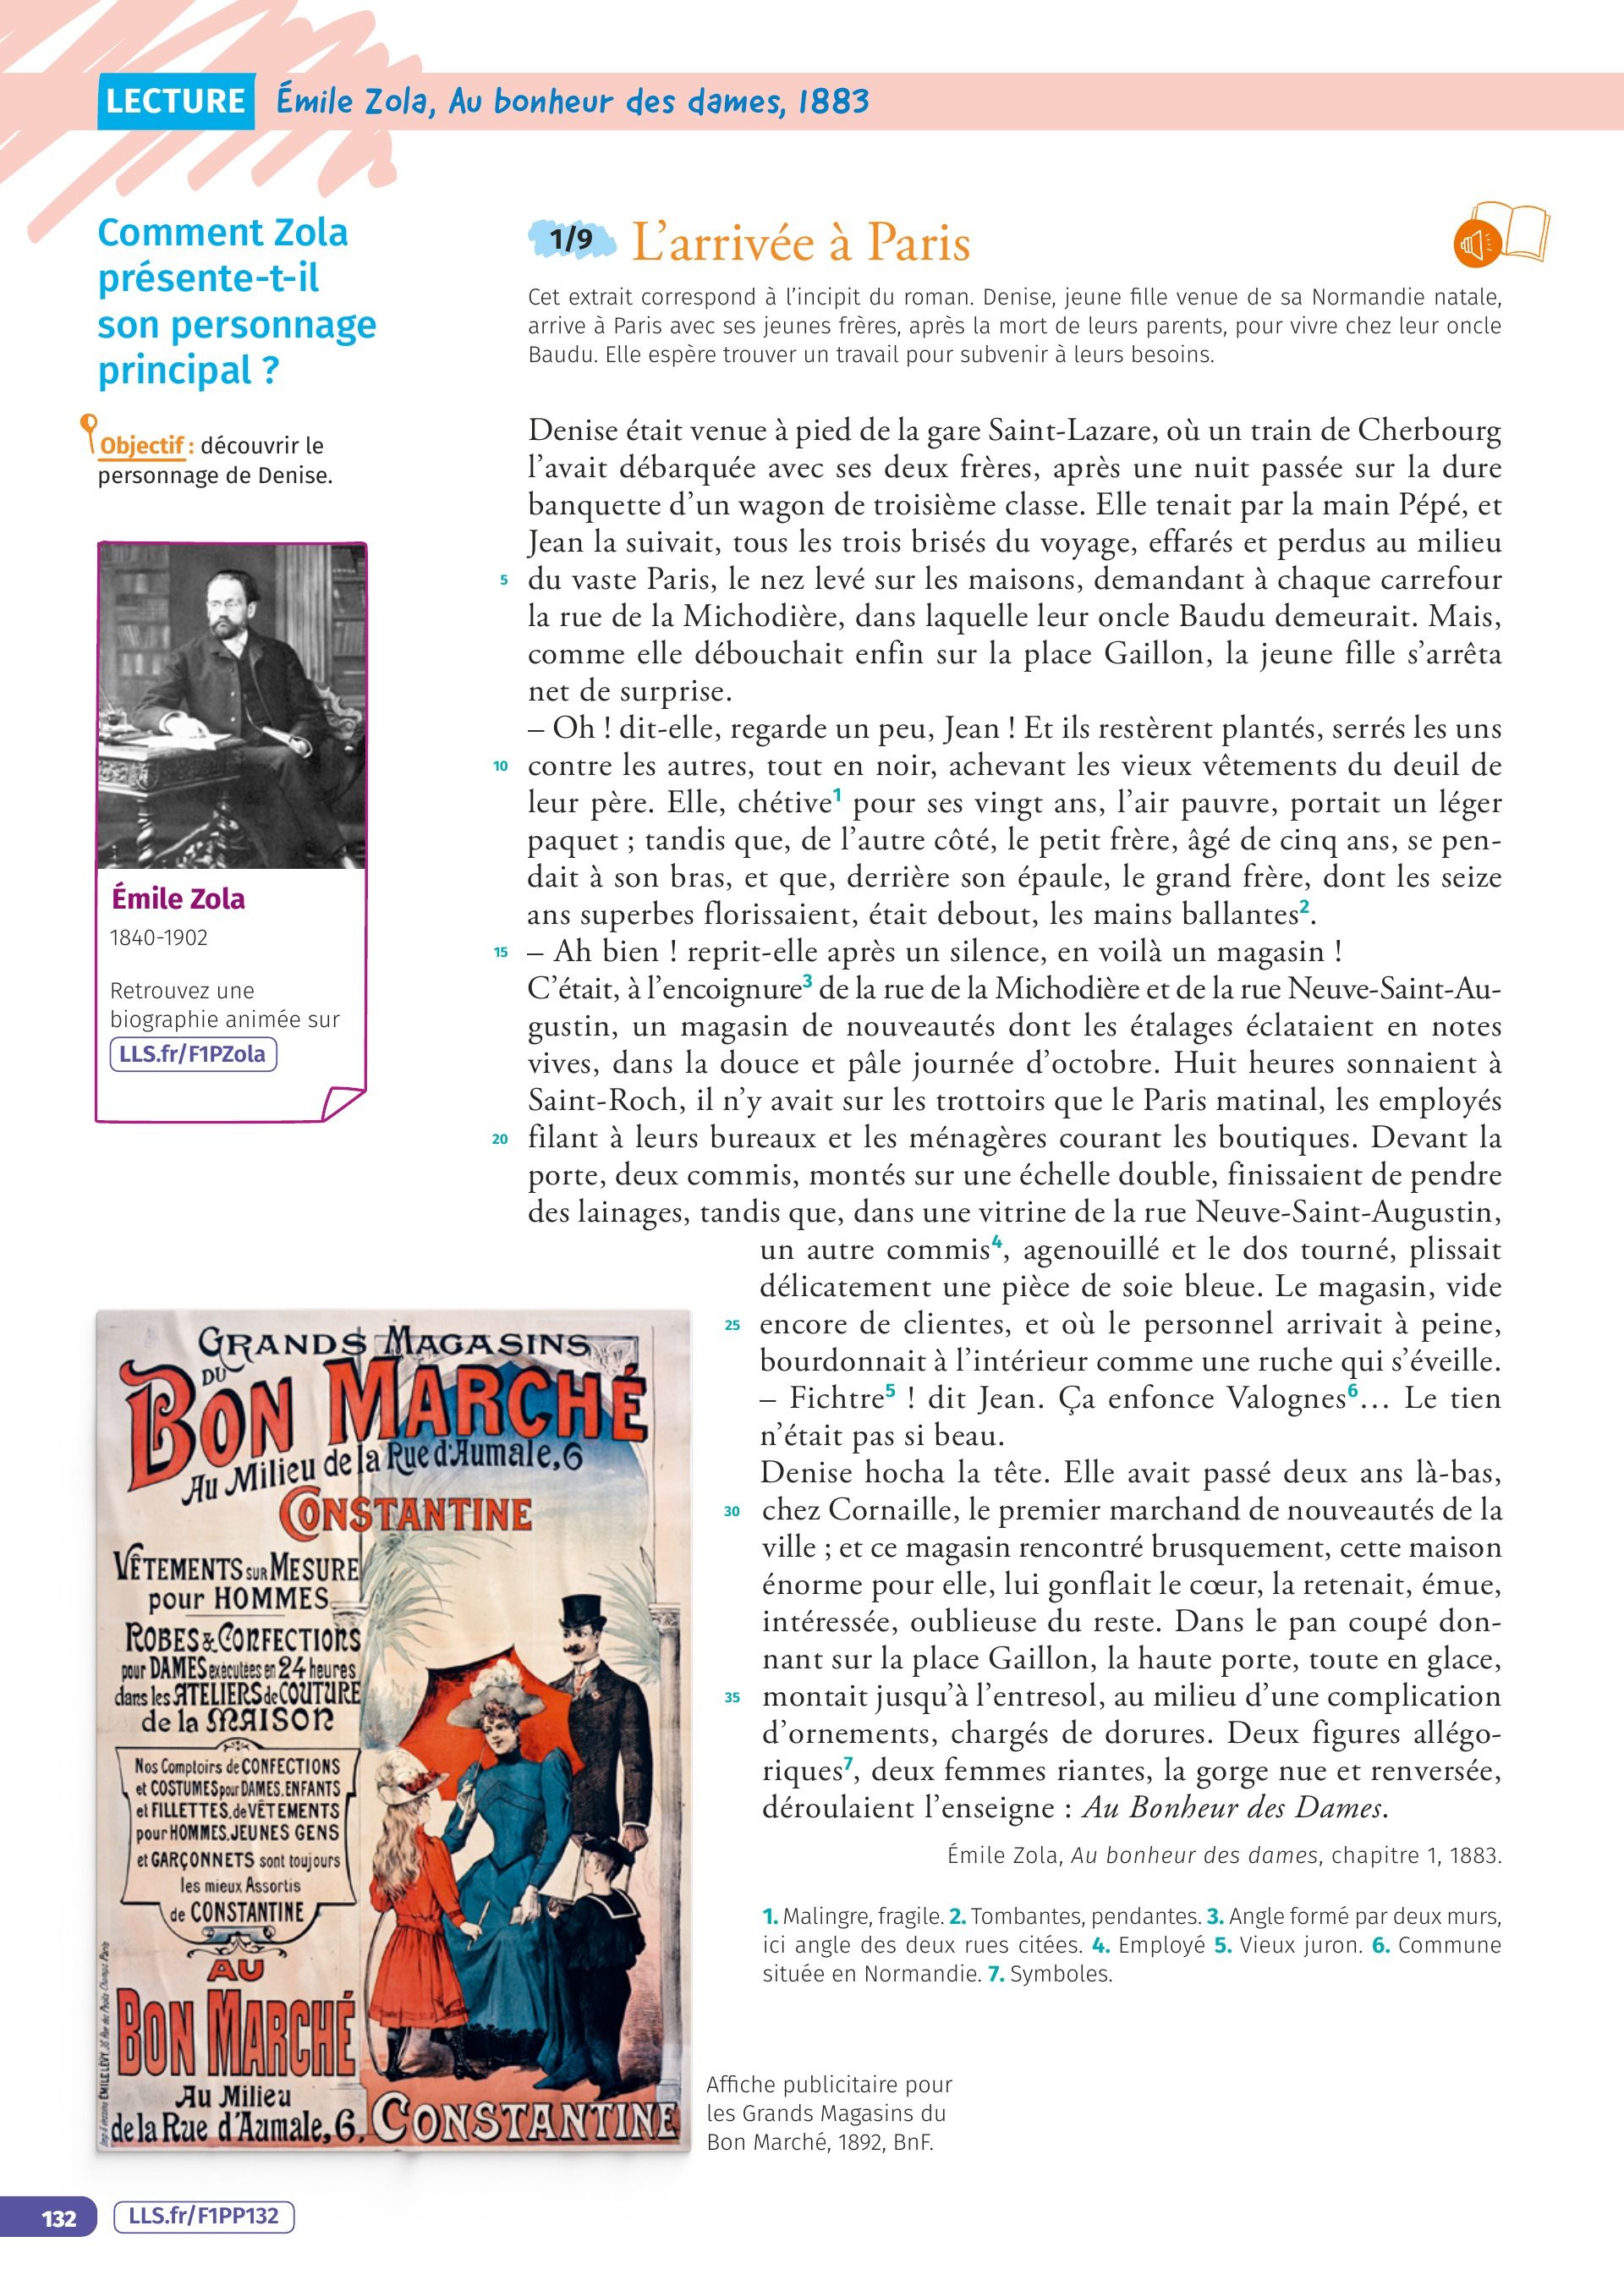 LECTURE Émile Zola, Au bonheur des dames, 1883
Comment Zola
présente-t-il
son personnage
principal ?
Objectif : découvrir le
personnage de Denise.
Émile Zola
1840-1902
Retrouvez une
biographie animée sur
LLS.fr/F1PZola
1/9 L'arrivée à Paris
Cet extrait correspond à l'incipit du roman. Denise, jeune fille venue de sa Normandie natale,
arrive à Paris avec ses jeunes frères, après la mort de leurs parents, pour vivre chez leur oncle
Baudu. Elle espère trouver un travail pour subvenir à leurs besoins.
Denise était venue à pied de la gare Saint-Lazare, où un train de Cherbourg
l'avait débarquée avec ses deux frères, après une nuit passée sur la dure
banquette d'un wagon de troisième classe. Elle tenait par la main Pépé, et
Jean la suivait, tous les trois brisés du voyage, effarés et perdus au milieu
5 du vaste Paris, le nez levé sur les maisons, demandant à chaque carrefour
la rue de la Michodière, dans laquelle leur oncle Baudu demeurait. Mais,
comme elle débouchait enfin sur la place Gaillon, la jeune fille s'arrêta
net de surprise.
– Oh ! dit-elle, regarde un peu, Jean ! Et ils restèrent plantés, serrés les uns
10 contre les autres, tout en noir, achevant les vieux vêtements du deuil de
leur père. Elle, chétive1 pour ses vingt ans, l'air pauvre, portait un léger
paquet ; tandis que, de l'autre côté, le petit frère, âgé de cinq ans, se pen-
dait à son bras, et que, derrière son épaule, le grand frère, dont les seize
ans superbes florissaient, était debout, les mains ballantes2.
15 – Ah bien ! reprit-elle après un silence, en voilà un magasin !
C'était, à l'encoignure3 de la rue de la Michodière et de la rue Neuve-Saint-Au-
gustin, un magasin de nouveautés dont les étalages éclataient en notes
vives, dans la douce et pâle journée d'octobre. Huit heures sonnaient à
Saint-Roch, il n'y avait sur les trottoirs que le Paris matinal, les employés
20 filant à leurs bureaux et les ménagères courant les boutiques. Devant la
porte, deux commis, montés sur une échelle double, finissaient de pendre
des lainages, tandis que, dans une vitrine de la rue Neuve-Saint-Augustin,
un autre commis4, agenouillé et le dos tourné, plissait
délicatement une pièce de soie bleue. Le magasin, vide
25 encore de clientes, et où le personnel arrivait à peine,
bourdonnait à l'intérieur comme une ruche qui s'éveille.
– Fichtre5 ! dit Jean. Ça enfonce Valognes6… Le tien
n'était pas si beau.
Denise hocha la tête. Elle avait passé deux ans là-bas,
30 chez Cornaille, le premier marchand de nouveautés de la
ville ; et ce magasin rencontré brusquement, cette maison
énorme pour elle, lui gonflait le cœur, la retenait, émue,
intéressée, oublieuse du reste. Dans le pan coupé don-
nant sur la place Gaillon, la haute porte, toute en glace,
35 montait jusqu'à l'entresol, au milieu d'une complication
d'ornements, chargés de dorures. Deux figures allégo-
riques7, deux femmes riantes, la gorge nue et renversée,
déroulaient l'enseigne : Au Bonheur des Dames.
Émile Zola, Au bonheur des dames, chapitre 1, 1883.
1. Malingre, fragile. 2. Tombantes, pendantes. 3. Angle formé par deux murs,
ici angle des deux rues citées. 4. Employé 5. Vieux juron. 6. Commune
située en Normandie. 7. Symboles.
GRANDS MAGASINS
DU
BON MARCHÉ
Au Milieu de la Rue d'Aumale, 6
CONSTANTINE
VÊTEMENTS SUR MESURE
pour HOMMES
ROBES & CONFECTIONS
pour DAMES exécutées en 24 heures
dans les ATELIERS de COUTURE
de la MAISON
Nos Comptoirs de CONFECTIONS
et COSTUMES pour DAMES, ENFANTS
et FILLETTES, de VÊTEMENTS
pour HOMMES, JEUNES GENS
et GARÇONNETS sont toujours
les mieux Assortis
de CONSTANTINE
AU
BON MARCHÉ
Au Milieu
de la Rue d'Aumale, 6, CONSTANTINE
Affiche publicitaire pour
les Grands Magasins du
Bon Marché, 1892, BnF.
132 LLS.fr/F1PP132